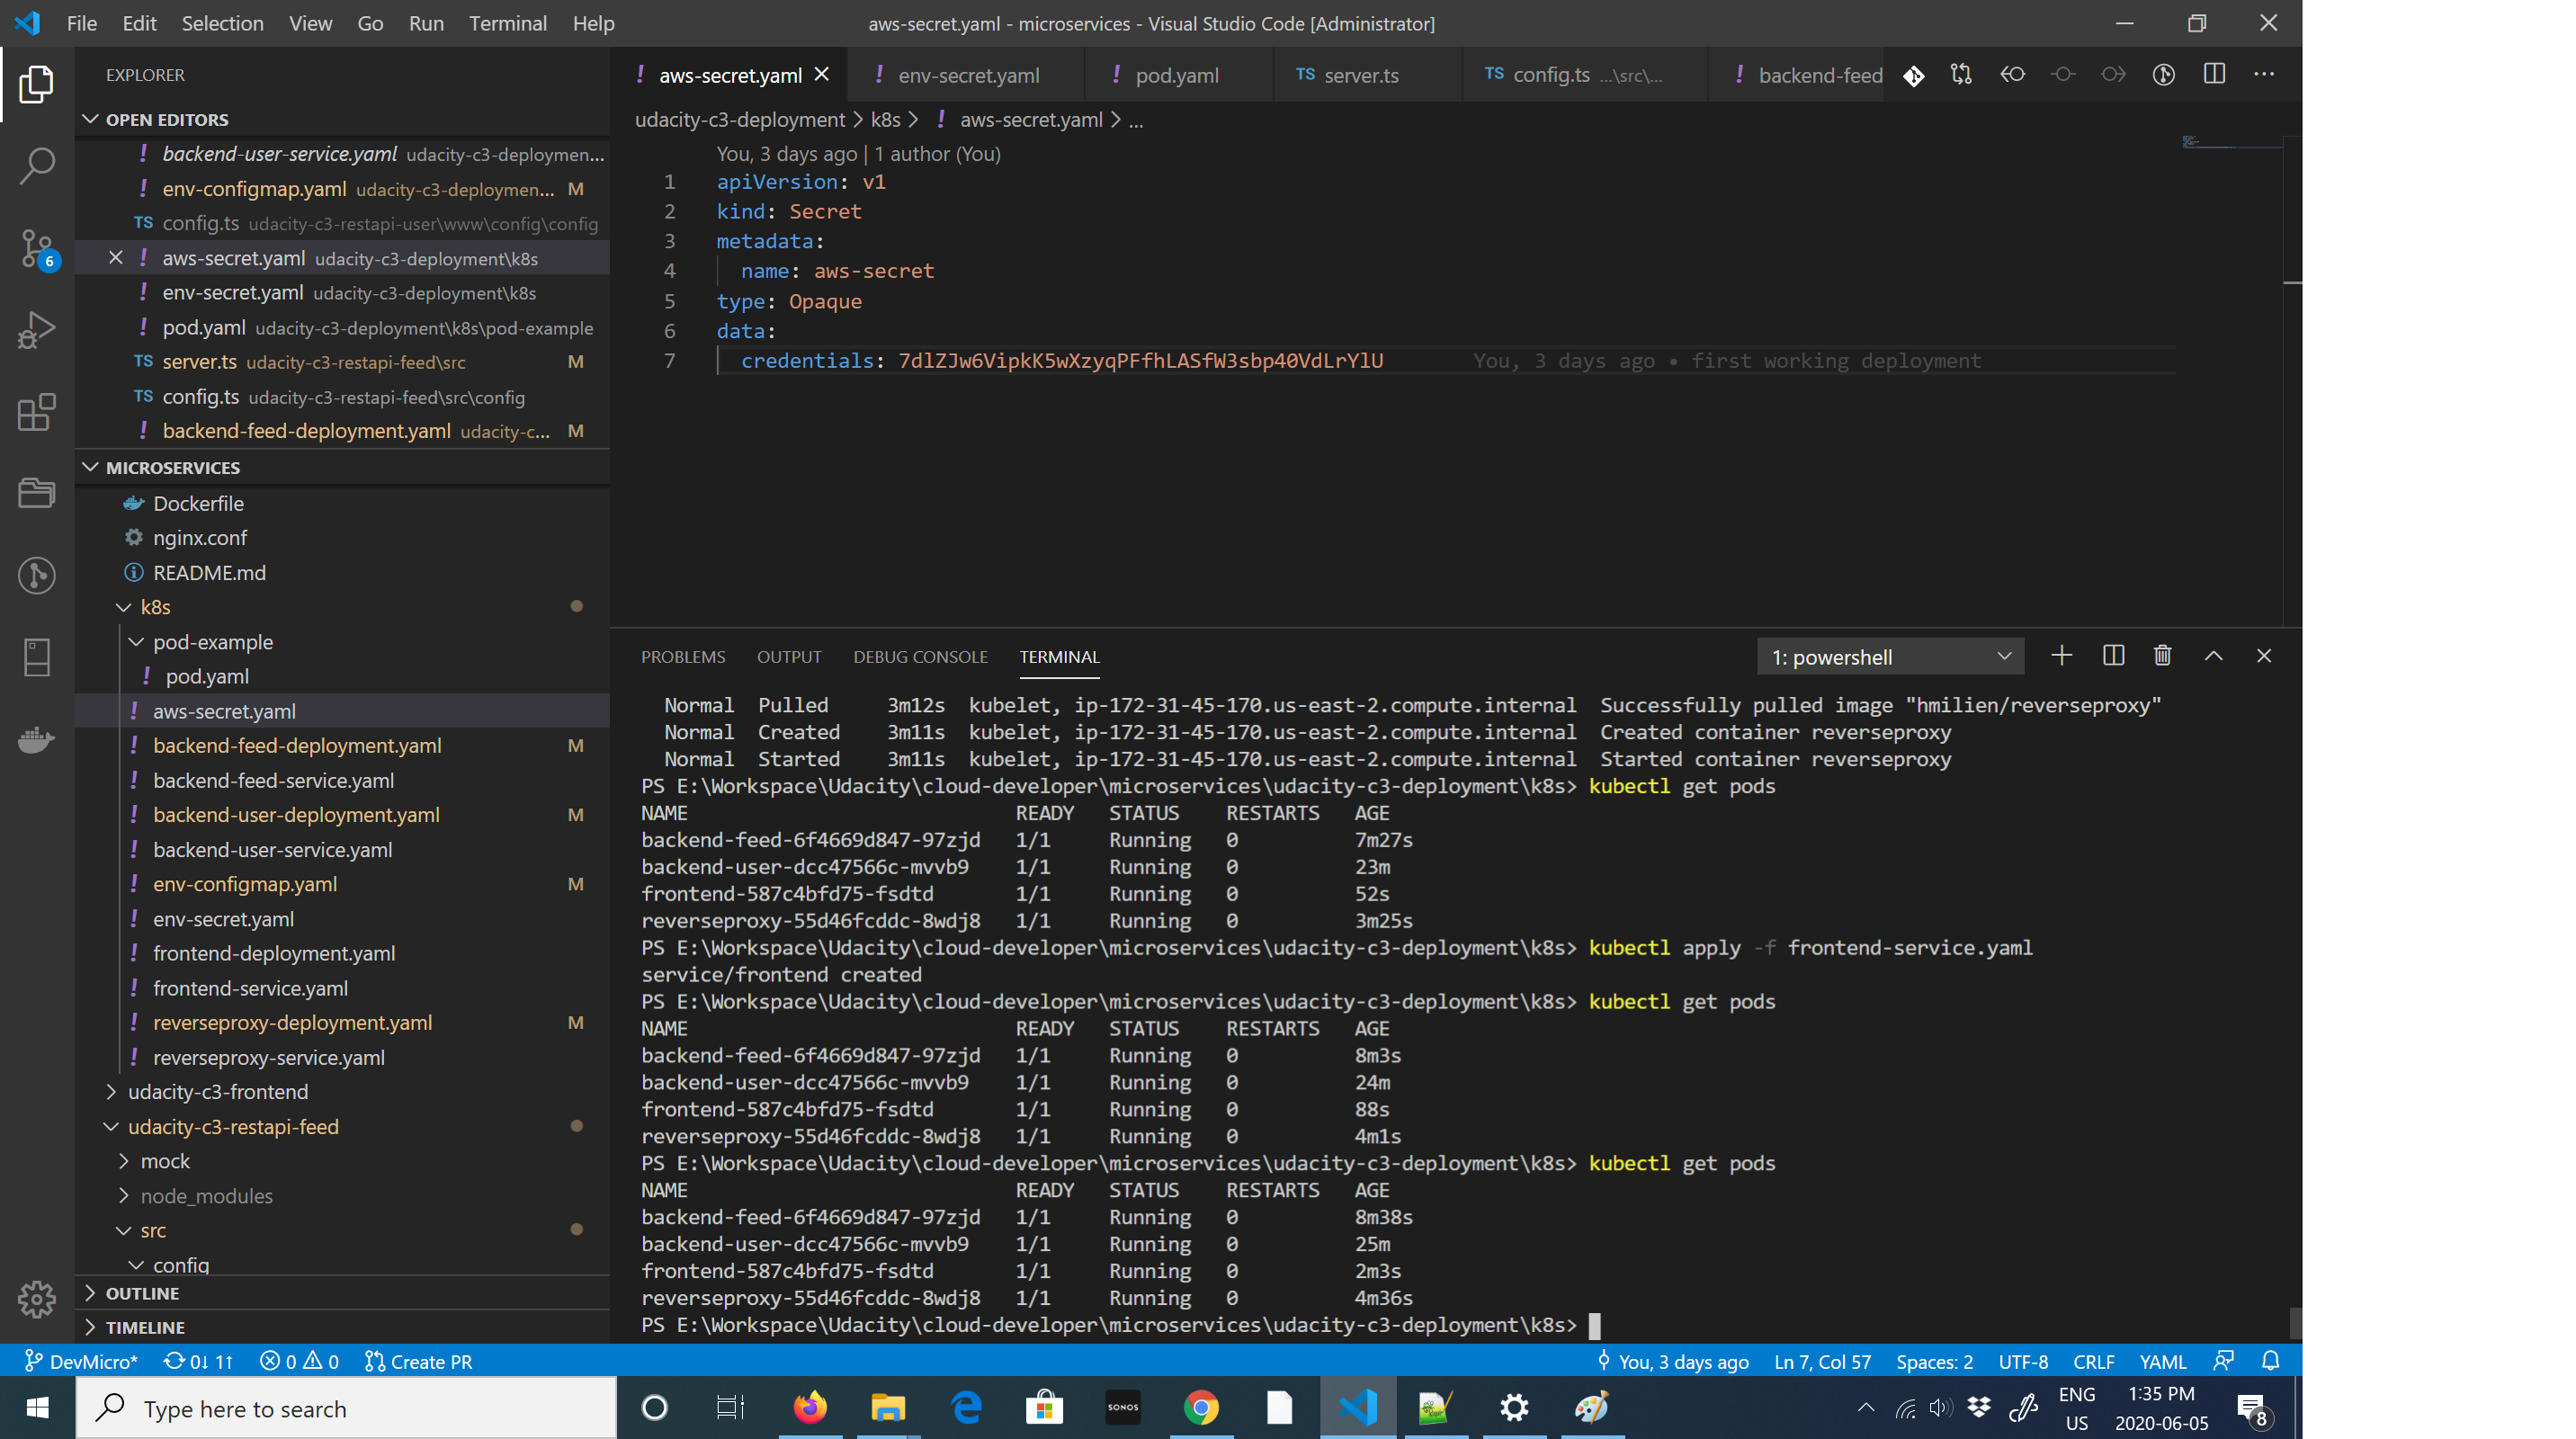 File Edit Selection View Go Run Terminal Help
aws-secret.yaml - microservices - Visual Studio Code [Administrator]
EXPLORER
OPEN EDITORS
! backend-user-service.yaml udacity-c3-deploymen...
! env-configmap.yaml udacity-c3-deploymen... M
TS config.ts udacity-c3-restapi-user\www\config\config
! aws-secret.yaml udacity-c3-deployment\k8s
! env-secret.yaml udacity-c3-deployment\k8s
! pod.yaml udacity-c3-deployment\k8s\pod-example
TS server.ts udacity-c3-restapi-feed\src M
TS config.ts udacity-c3-restapi-feed\src\config
! backend-feed-deployment.yaml udacity-c... M
6
MICROSERVICES
Dockerfile
nginx.conf
README.md
k8s
pod-example
! pod.yaml
! aws-secret.yaml
! backend-feed-deployment.yaml M
! backend-feed-service.yaml
! backend-user-deployment.yaml M
! backend-user-service.yaml
! env-configmap.yaml M
! env-secret.yaml
! frontend-deployment.yaml
! frontend-service.yaml
! reverseproxy-deployment.yaml M
! reverseproxy-service.yaml
udacity-c3-frontend
udacity-c3-restapi-feed
mock
node_modules
src
config
OUTLINE
TIMELINE
! aws-secret.yaml ! env-secret.yaml ! pod.yaml TS server.ts TS config.ts ...\src\... ! backend-feed
udacity-c3-deployment > k8s > ! aws-secret.yaml > ...
You, 3 days ago | 1 author (You)
1 apiVersion: v1
2 kind: Secret
3 metadata:
4 name: aws-secret
5 type: Opaque
6 data:
7 credentials: 7dlZJw6VipkK5wXzyqPFfhLASfW3sbp40VdLrYlU You, 3 days ago • first working deployment
PROBLEMS OUTPUT DEBUG CONSOLE TERMINAL 1: powershell
Normal Pulled 3m12s kubelet, ip-172-31-45-170.us-east-2.compute.internal Successfully pulled image "hmilien/reverseproxy"
Normal Created 3m11s kubelet, ip-172-31-45-170.us-east-2.compute.internal Created container reverseproxy
Normal Started 3m11s kubelet, ip-172-31-45-170.us-east-2.compute.internal Started container reverseproxy
PS E:\Workspace\Udacity\cloud-developer\microservices\udacity-c3-deployment\k8s> kubectl get pods
NAME READY STATUS RESTARTS AGE
backend-feed-6f4669d847-97zjd 1/1 Running 0 7m27s
backend-user-dcc47566c-mvvb9 1/1 Running 0 23m
frontend-587c4bfd75-fsdtd 1/1 Running 0 52s
reverseproxy-55d46fcddc-8wdj8 1/1 Running 0 3m25s
PS E:\Workspace\Udacity\cloud-developer\microservices\udacity-c3-deployment\k8s> kubectl apply -f frontend-service.yaml
service/frontend created
PS E:\Workspace\Udacity\cloud-developer\microservices\udacity-c3-deployment\k8s> kubectl get pods
NAME READY STATUS RESTARTS AGE
backend-feed-6f4669d847-97zjd 1/1 Running 0 8m3s
backend-user-dcc47566c-mvvb9 1/1 Running 0 24m
frontend-587c4bfd75-fsdtd 1/1 Running 0 88s
reverseproxy-55d46fcddc-8wdj8 1/1 Running 0 4m1s
PS E:\Workspace\Udacity\cloud-developer\microservices\udacity-c3-deployment\k8s> kubectl get pods
NAME READY STATUS RESTARTS AGE
backend-feed-6f4669d847-97zjd 1/1 Running 0 8m38s
backend-user-dcc47566c-mvvb9 1/1 Running 0 25m
frontend-587c4bfd75-fsdtd 1/1 Running 0 2m3s
reverseproxy-55d46fcddc-8wdj8 1/1 Running 0 4m36s
PS E:\Workspace\Udacity\cloud-developer\microservices\udacity-c3-deployment\k8s>
DevMicro* 0↓ 1↑ 0 0 Create PR You, 3 days ago Ln 7, Col 57 Spaces: 2 UTF-8 CRLF YAML
Type here to search
SONOS
ENG
US
1:35 PM
2020-06-05
8